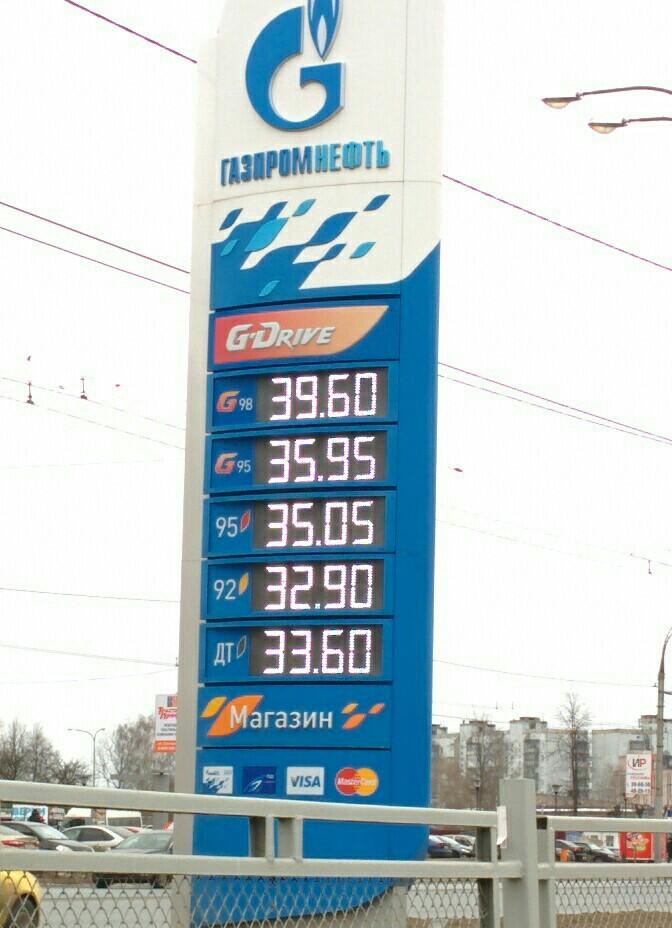 ГАЗПРОМНЕФТЬ
G-DRIVE
G 98 39.60
G 95 35.95
95 35.05
92 32.90
ДТ 33.60
Магазин
VISA MasterCard
ИР